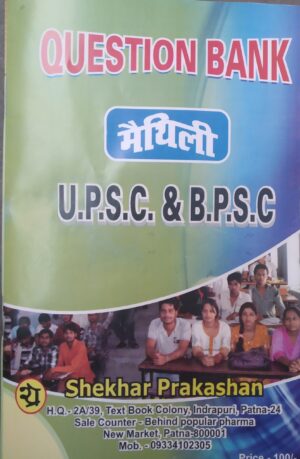 QUESTION BANK
मैथिली
U.P.S.C. & B.P.S.C
Shekhar Prakashan
H.Q.- 2A/39, Text Book Colony, Indrapuri, Patna-24
Sale Counter - Behind popular pharma
New Market, Patna-800001
Mob. - 09334102305
Price - 100/-